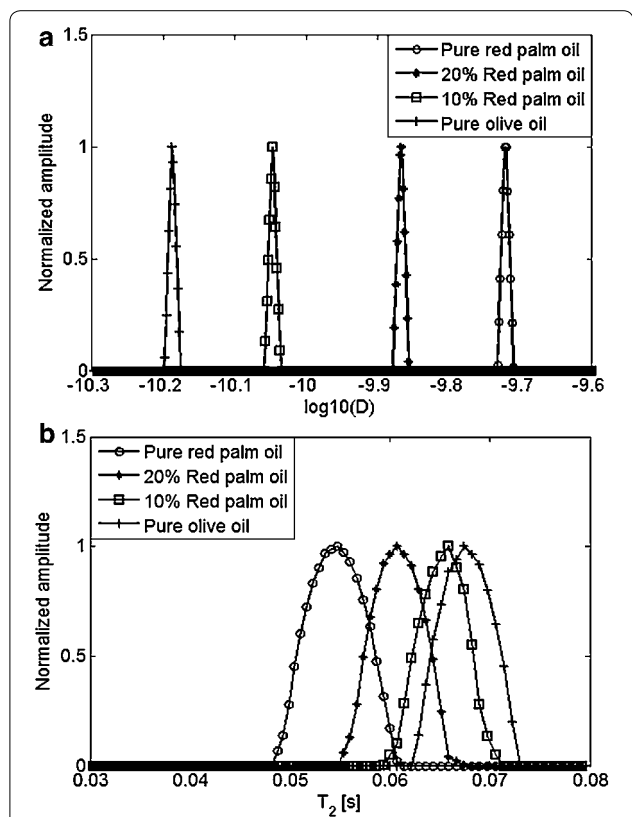 a
1.5
Pure red palm oil
20% Red palm oil
10% Red palm oil
Pure olive oil
1
Normalized amplitude
0.5
0
-10.3 -10.2 -10.1 -10 -9.9 -9.8 -9.7 -9.6
log10(D)
b
1.5
Pure red palm oil
20% Red palm oil
10% Red palm oil
Pure olive oil
1
Normalized amplitude
0.5
0
0.03 0.04 0.05 0.06 0.07 0.08
T2 [s]